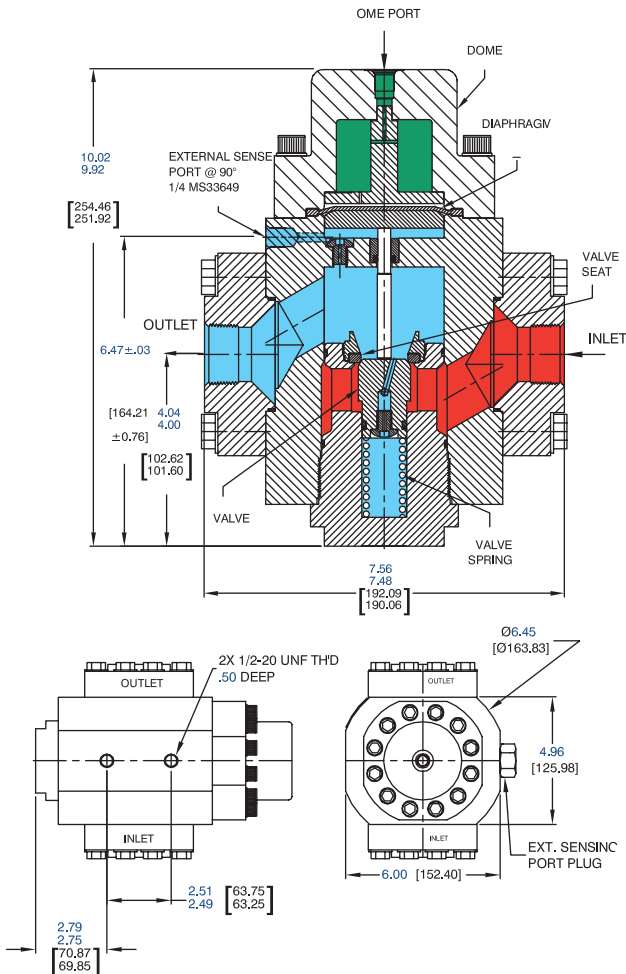 OME PORT
DOME
DIAPHRAGM
EXTERNAL SENSE
PORT @ 90°
1/4 MS33649
10.02
9.92
[254.46
251.92]
VALVE
SEAT
OUTLET
INLET
6.47±.03
[164.21
±0.76]
4.04
4.00
[102.62
101.60]
VALVE
VALVE
SPRING
7.56
7.48
[192.09
190.06]
2X 1/2-20 UNF TH'D
.50 DEEP
OUTLET
INLET
2.51
2.49
[63.75
63.25]
2.79
2.75
[70.87
69.85]
Ø6.45
[Ø163.83]
OUTLET
4.96
[125.98]
INLET
EXT. SENSING
PORT PLUG
6.00 [152.40]